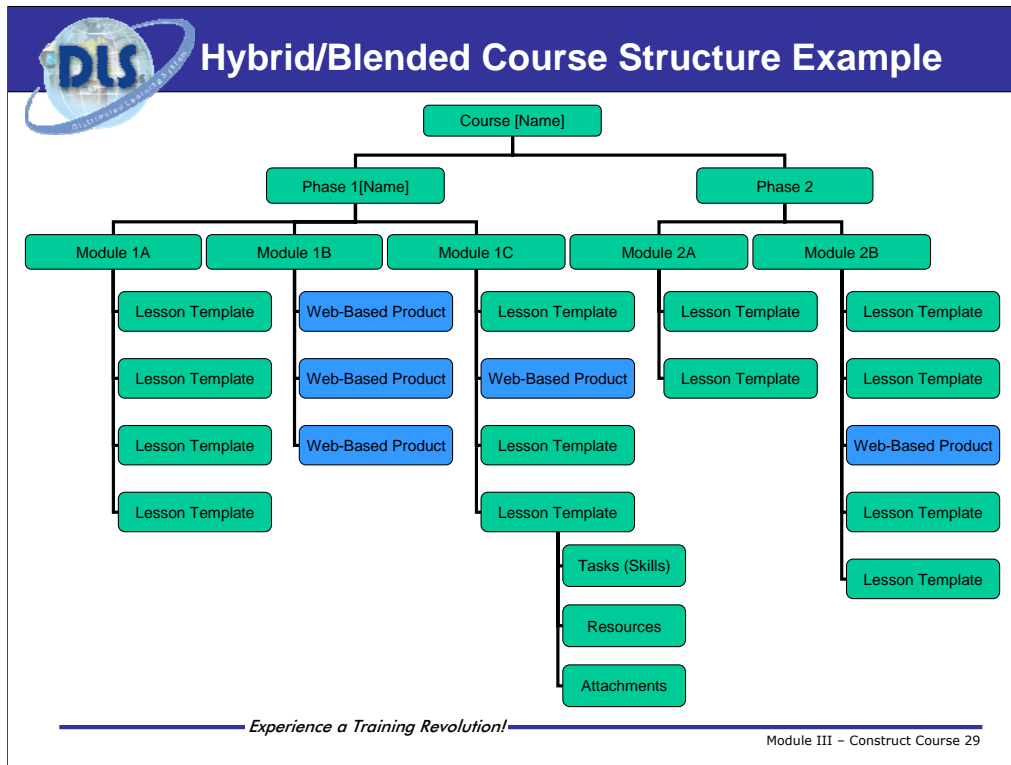 DLS
Distributed Learning System
Hybrid/Blended Course Structure Example
Course [Name]
Phase 1[Name]
Phase 2
Module 1A
Module 1B
Module 1C
Module 2A
Module 2B
Lesson Template
Web-Based Product
Lesson Template
Lesson Template
Lesson Template
Lesson Template
Web-Based Product
Web-Based Product
Lesson Template
Lesson Template
Lesson Template
Web-Based Product
Lesson Template
Web-Based Product
Lesson Template
Lesson Template
Lesson Template
Tasks (Skills)
Lesson Template
Resources
Attachments
Experience a Training Revolution!
Module III – Construct Course 29